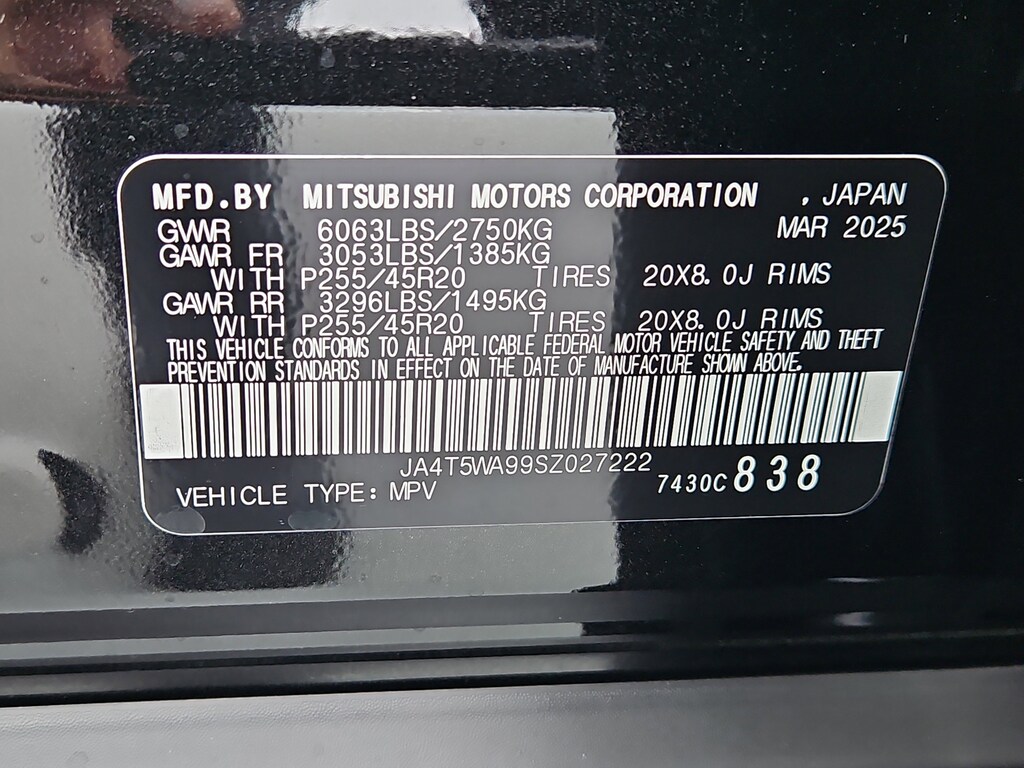 MFD.BY MITSUBISHI MOTORS CORPORATION , JAPAN
GVWR 6063LBS/2750KG MAR 2025
GAWR FR 3053LBS/1385KG
WITH P255/45R20 TIRES 20X8.0J RIMS
GAWR RR 3296LBS/1495KG
WITH P255/45R20 TIRES 20X8.0J RIMS
THIS VEHICLE CONFORMS TO ALL APPLICABLE FEDERAL MOTOR VEHICLE SAFETY AND THEFT
PREVENTION STANDARDS IN EFFECT ON THE DATE OF MANUFACTURE SHOWN ABOVE.
JA4T5WA99SZ027222
VEHICLE TYPE: MPV 7430C 838